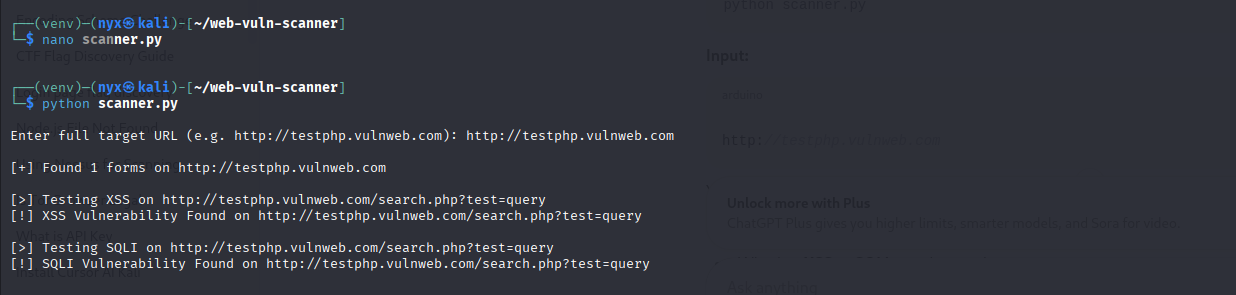 ┌──(venv)─(nyx㉿kali)-[~/web-vuln-scanner]
└─$ nano scanner.py
CTF Flag Discovery Guide
┌──(venv)─(nyx㉿kali)-[~/web-vuln-scanner]
└─$ python scanner.py
Enter full target URL (e.g. http://testphp.vulnweb.com): http://testphp.vulnweb.com
[+] Found 1 forms on http://testphp.vulnweb.com
[>] Testing XSS on http://testphp.vulnweb.com/search.php?test=query
[!] XSS Vulnerability Found on http://testphp.vulnweb.com/search.php?test=query
What is API Key
[>] Testing SQLI on http://testphp.vulnweb.com/search.php?test=query
[!] SQLI Vulnerability Found on http://testphp.vulnweb.com/search.php?test=query
python scanner.py
Input:
http://testphp.vulnweb.com
Unlock more with Plus
ChatGPT Plus gives you higher limits, smarter models, and Sora for video
Ask anything